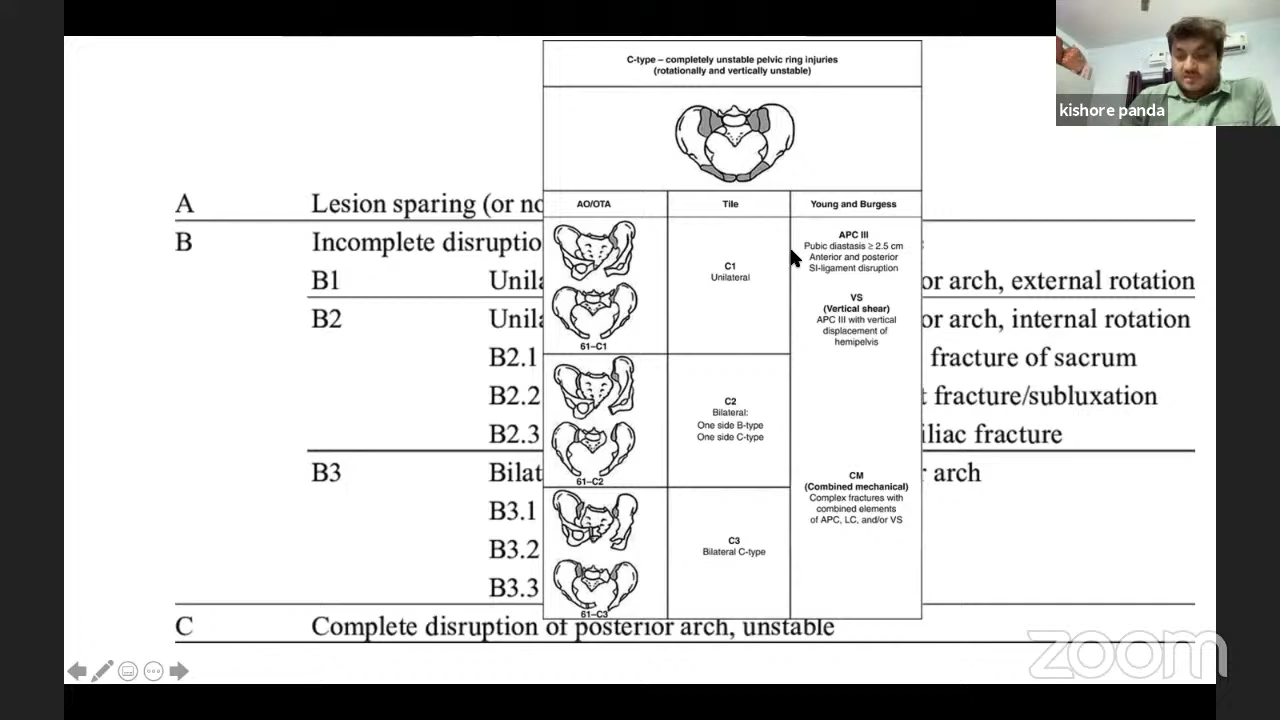 kishore panda
C-type – completely unstable pelvic ring injuries
(rotationally and vertically unstable)
AO/OTA
Tile
Young and Burgess
61–C1
C1
Unilateral
APC III
Pubic diastasis ≥ 2.5 cm
Anterior and posterior
SI-ligament disruption
VS
(Vertical shear)
APC III with vertical
displacement of
hemipelvis
61–C2
C2
Bilateral:
One side B-type
One side C-type
CM
(Combined mechanical)
Complex fractures with
combined elements
of APC, LC, and/or VS
61–C3
C3
Bilateral C-type
A Lesion sparing (or
B Incomplete
B1 or arch, external rotation
B2 or arch, internal rotation
B2.1 fracture of sacrum
B2.2 fracture/subluxation
B2.3 iliac fracture
B3 Bilat arch
B3.1
B3.2
B3.3
C Complete disruption of posterior arch, unstable
zoom